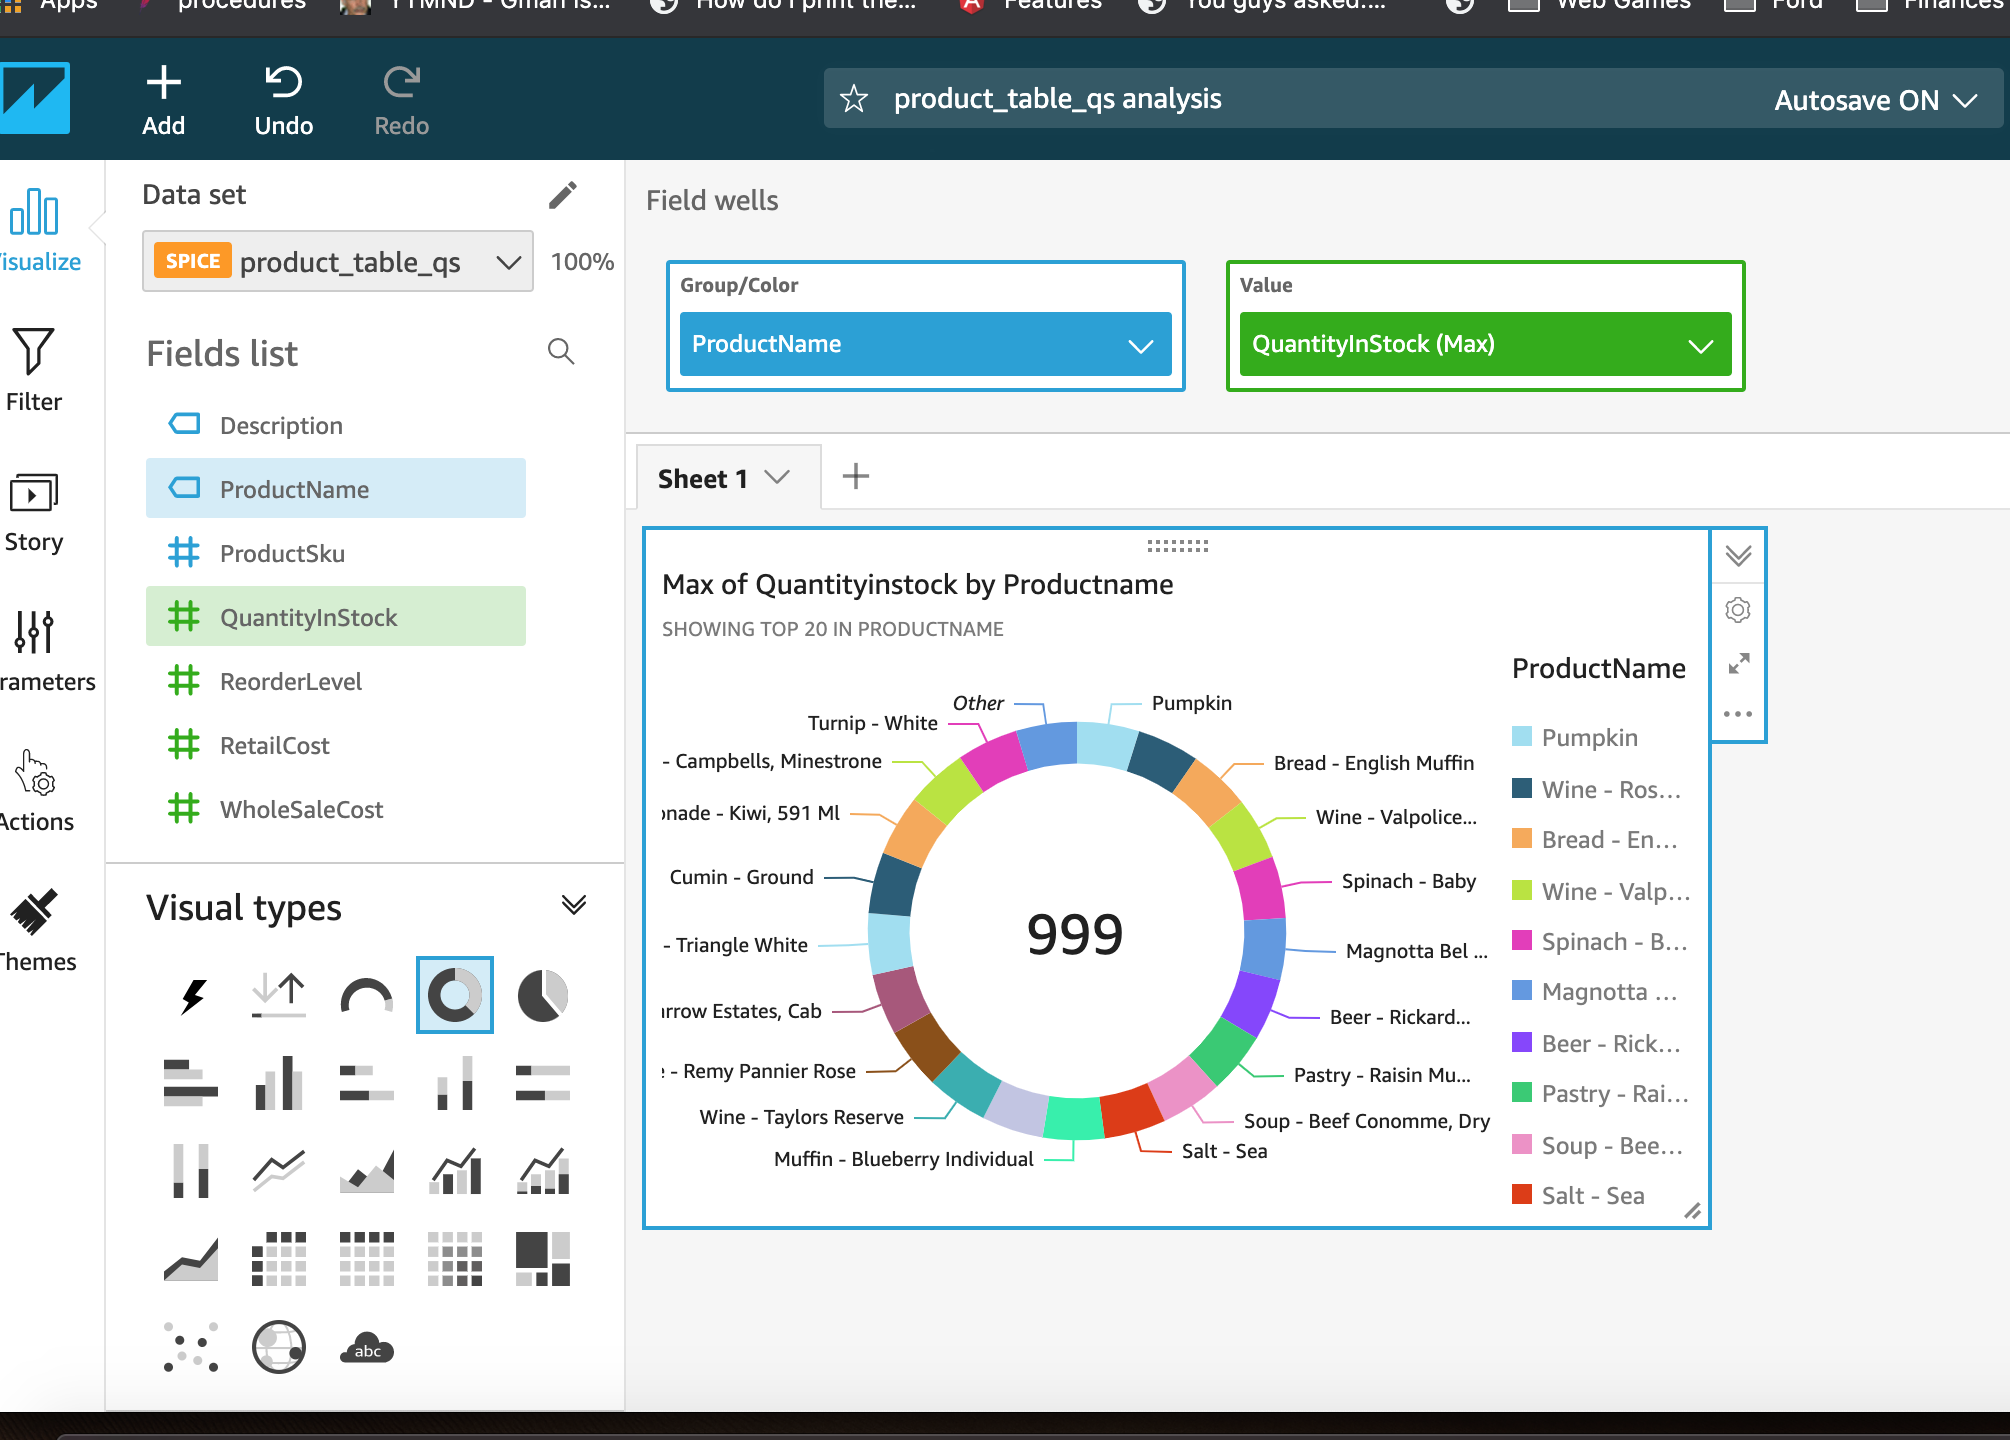 Apps
procedures
YTMND - Gman is...
How do I print the...
Features
You guys asked....
Web Games
Ford
Finances
Add
Undo
Redo
product_table_qs analysis
Autosave ON
isualize
Filter
Story
rameters
Actions
Themes
Data set
SPICE product_table_qs
100%
Fields list
Description
ProductName
ProductSku
QuantityInStock
ReorderLevel
RetailCost
WholeSaleCost
Visual types
abc
Field wells
Group/Color
ProductName
Value
QuantityInStock (Max)
Sheet 1
Max of Quantityinstock by Productname
SHOWING TOP 20 IN PRODUCTNAME
Other
Pumpkin
Turnip - White
- Campbells, Minestrone
Bread - English Muffin
onade - Kiwi, 591 Ml
Wine - Valpolice...
Cumin - Ground
Spinach - Baby
999
- Triangle White
Magnotta Bel ...
arrow Estates, Cab
Beer - Rickard...
e - Remy Pannier Rose
Pastry - Raisin Mu...
Wine - Taylors Reserve
Soup - Beef Conomme, Dry
Muffin - Blueberry Individual
Salt - Sea
ProductName
Pumpkin
Wine - Ros...
Bread - En...
Wine - Valp...
Spinach - B...
Magnotta ...
Beer - Rick...
Pastry - Rai...
Soup - Bee...
Salt - Sea